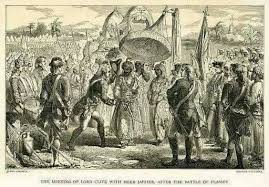 THE MEETING OF LORD CLIVE WITH MEER JAFFIER, AFTER THE BATTLE OF PLASSEY